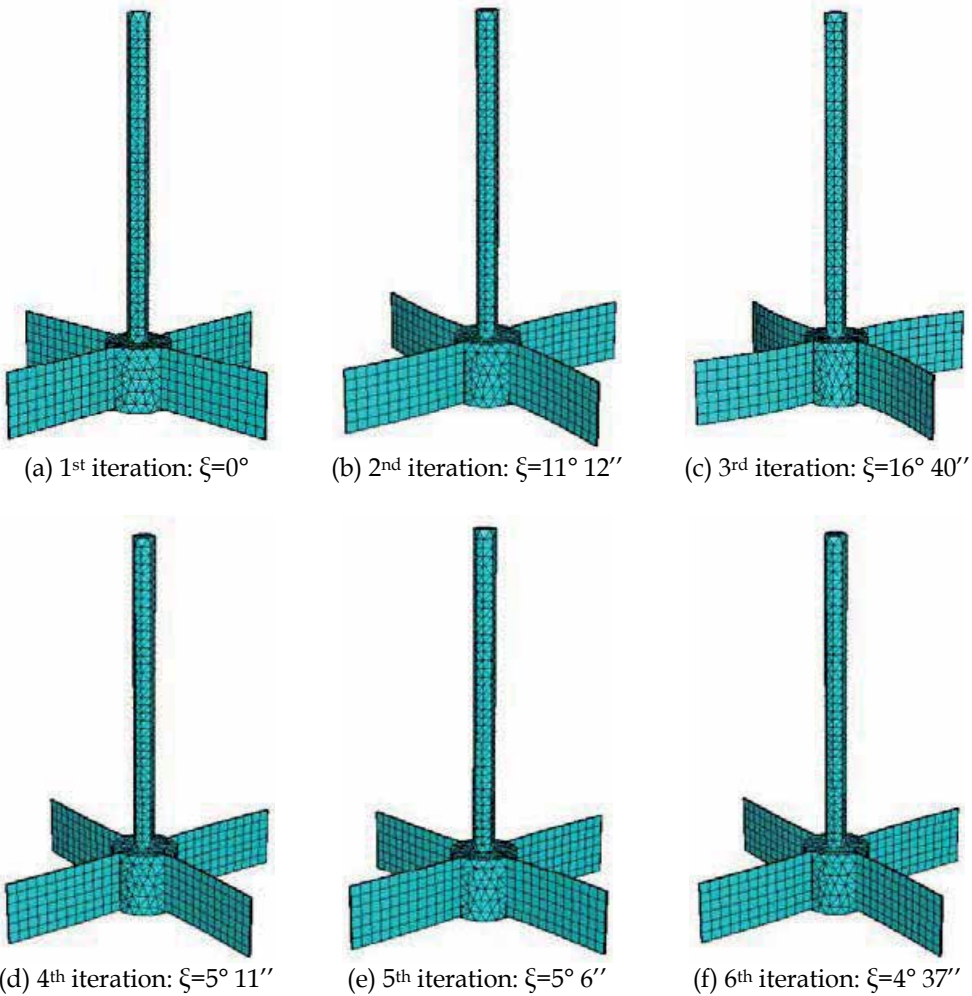 (a) 1st iteration: ξ=0°
(b) 2nd iteration: ξ=11° 12′′
(c) 3rd iteration: ξ=16° 40′′
(d) 4th iteration: ξ=5° 11′′
(e) 5th iteration: ξ=5° 6′′
(f) 6th iteration: ξ=4° 37′′